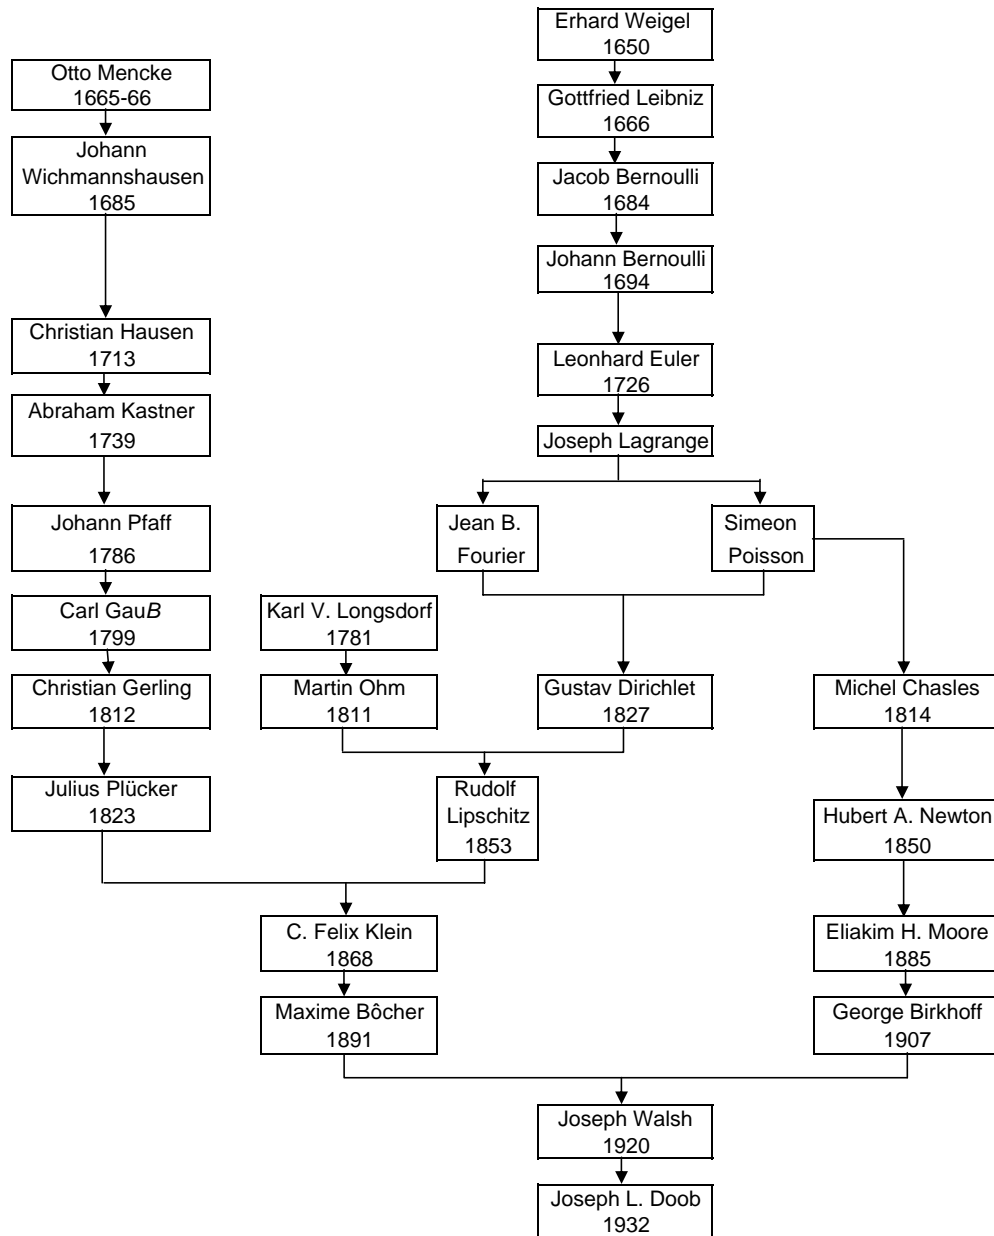 Erhard Weigel
1650
Otto Mencke
1665-66
Gottfried Leibniz
1666
Johann
Wichmannshausen
1685
Jacob Bernoulli
1684
Johann Bernoulli
1694
Christian Hausen
1713
Leonhard Euler
1726
Abraham Kastner
1739
Joseph Lagrange
Johann Pfaff
1786
Jean B.
Fourier
Simeon
Poisson
Carl GauB
1799
Karl V. Longsdorf
1781
Christian Gerling
1812
Martin Ohm
1811
Gustav Dirichlet
1827
Michel Chasles
1814
Julius Plücker
1823
Rudolf
Lipschitz
1853
Hubert A. Newton
1850
C. Felix Klein
1868
Eliakim H. Moore
1885
Maxime Bôcher
1891
George Birkhoff
1907
Joseph Walsh
1920
Joseph L. Doob
1932